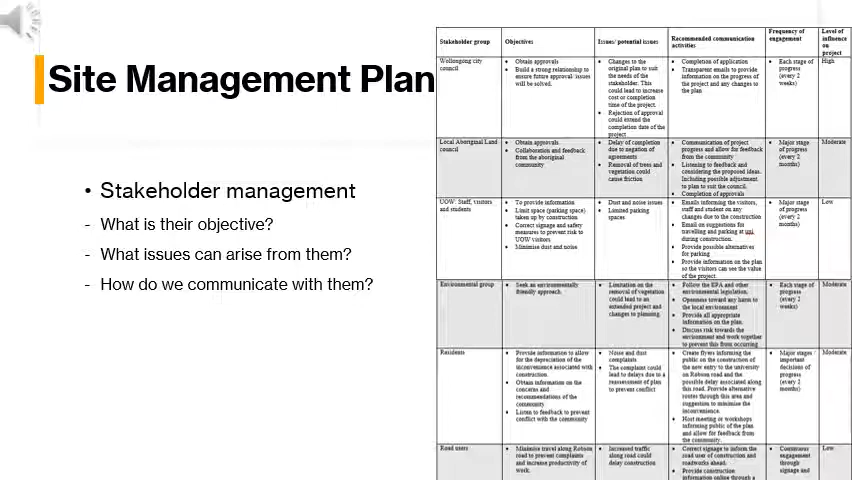 Site Management Plan
• Stakeholder management
- What is their objective?
- What issues can arise from them?
- How do we communicate with them?
Stakeholder group
Objectives
Issues/ potential issues
Recommended communication
activities
Frequency of
engagement
Level of
influence
on
project
Wollongong city
council
• Obtain approvals
• Build a strong relationship to
ensure future approval/ issues
will be solved.
• Changes to the
original plan to suit
the needs of the
stakeholder. This
could lead to increase
cost or completion
time of the project.
• Rejection of approval
could extend the
completion date of the
project
• Completion of application
• Transparent emails to provide
information on the progress of
the project and any changes to
the plan
• Each stage of
progress
(every 2
weeks)
High
Local Aboriginal Land
council
• Obtain approvals.
• Collaboration and feedback
from the aboriginal
community
• Delay of completion
due to negation of
agreements
• Removal of trees and
vegetation could
cause friction
• Communication of project
progress and allow for feedback
from the community
• Listening to feedback and
considering the proposed ideas.
Including possible adjustment
to plan to suit the council.
• Completion of approvals
• Major stage
of progress
(every 2
months)
Moderate
UOW: Staff, visitors
and students
• To provide information
• Limit space (parking space)
taken up by construction
• Correct signage and safety
measures to prevent risk to
UOW visitors
• Minimise dust and noise
• Dust and noise issues
• Limited parking
spaces
• Emails informing the visitors,
staff and student on any
changes due to the construction
• Email on suggestions for
travelling and parking at uni
during construction.
• Provide possible alternatives
for parking
• Provide information on the plan
so the visitors can see the value
of the project.
• Major stage
of progress
(every 2
months)
Low
Environmental group
• Seek an environmentally
friendly approach.
• Limitation on the
removal of vegetation
could lead to an
extended project and
changes to planning.
• Follow the EPA and other
environmental legislation.
• Openness toward any harm to
the local environment
• Provide all appropriate
information on the plan.
• Discuss risk towards the
environment and work together
to prevent this from occurring
• Each stage of
progress
(every 2
weeks)
Moderate
Residents
• Provide information to allow
for the depreciation of the
inconvenience associated with
construction.
• Obtain information on the
concerns and
recommendations of the
community
• Listen to feedback to prevent
conflict with the community
• Noise and dust
complaints
• The complaint could
lead to delays due to a
reassessment of plan
to prevent conflict
• Create flyers informing the
public on the construction of
the new entry to the university
on Robsons road and the
possible delay associated along
this road. Provide alternative
routes through this area and
suggestion to minimise the
inconvenience.
• Host meeting or workshops
informing public of the plan
and allow for feedback from
the community.
• Major stages /
important
decisions of
progress
(every 2
months)
Moderate
Road users
• Minimise travel along Robson
road to prevent complaints
and increase productivity of
work.
• Increased traffic
along road could
delay construction
• Correct signage to inform the
road user of construction and
roadworks ahead.
• Provide construction
information online through a
• Continuous
engagement
through
signage and
Low